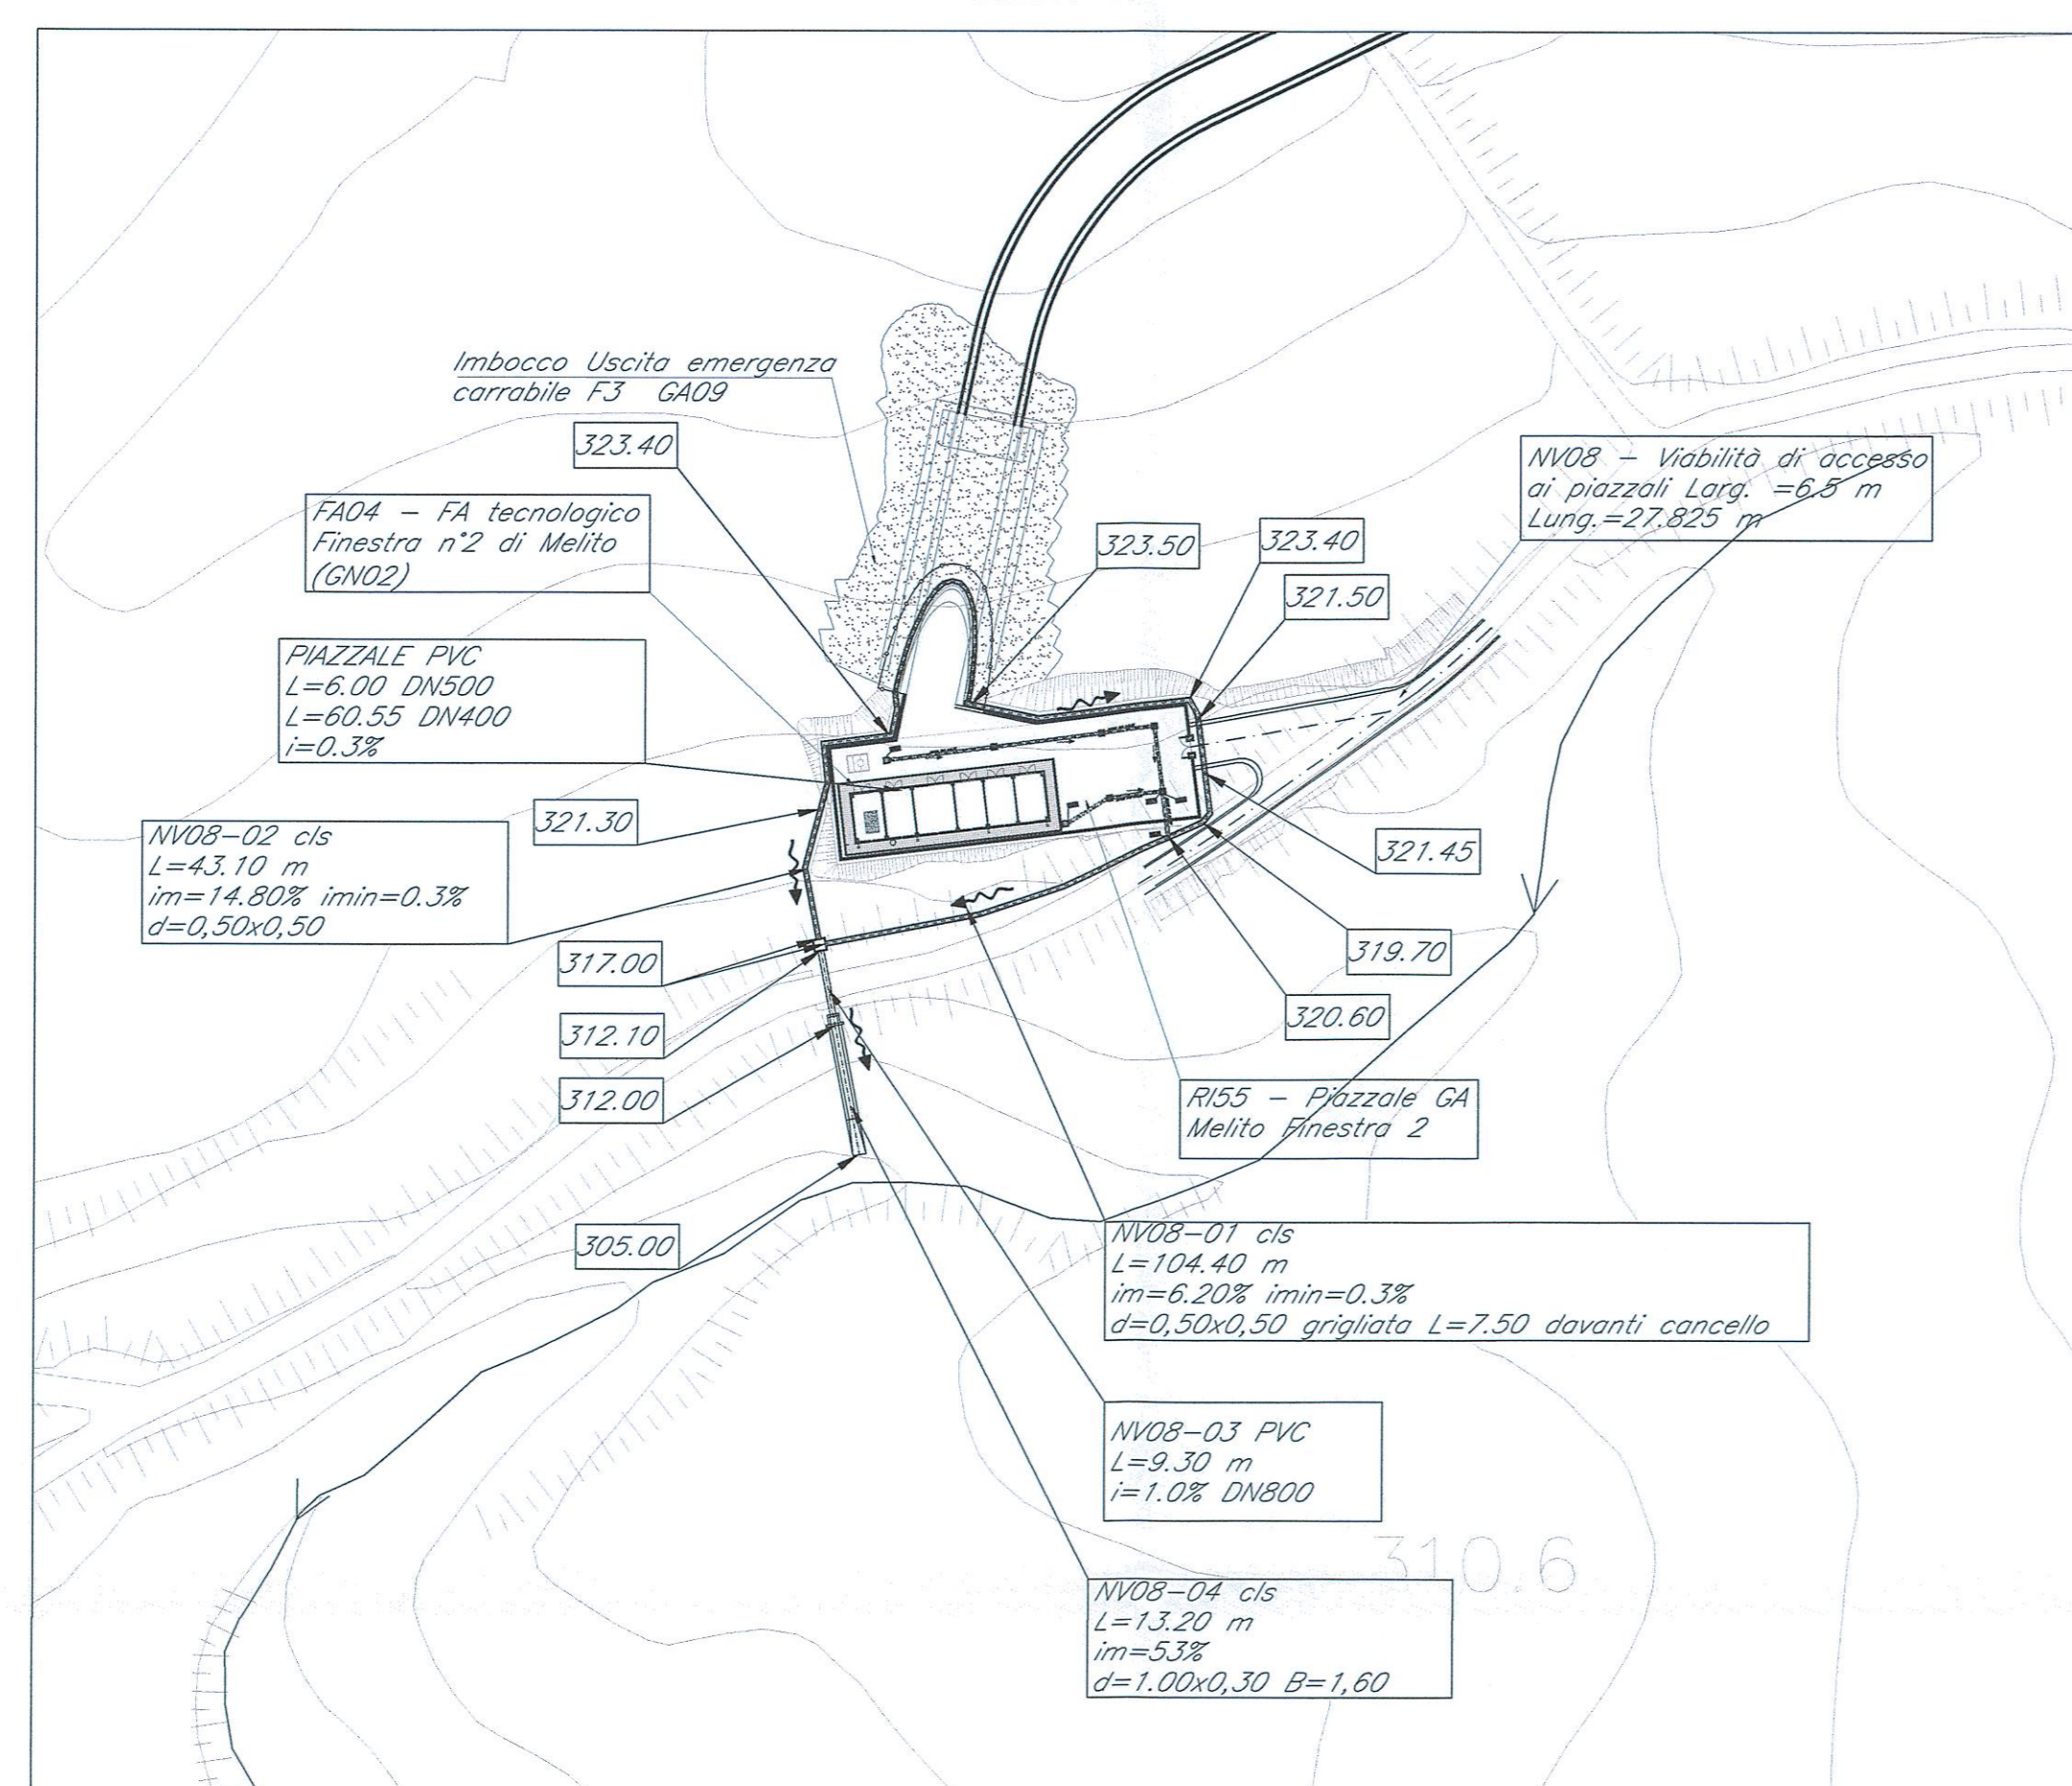 Imbocco Uscita emergenza
carrabile F3 GA09
323.40
FA04 – FA tecnologico
Finestra n°2 di Melito
(GN02)
PIAZZALE PVC
L=6.00 DN500
L=60.55 DN400
i=0.3%
323.50
323.40
321.50
NV08 – Viabilità di accesso
ai piazzali Larg. =6.5 m
Lung.=27.825 m
321.30
NV08–02 cls
L=43.10 m
im=14.80% imin=0.3%
d=0,50x0,50
321.45
317.00
319.70
312.10
320.60
312.00
RI55 – Piazzale GA
Melito Finestra 2
305.00
NV08–01 cls
L=104.40 m
im=6.20% imin=0.3%
d=0,50x0,50 grigliata L=7.50 davanti cancello
NV08–03 PVC
L=9.30 m
i=1.0% DN800
310.6
NV08–04 cls
L=13.20 m
im=53%
d=1.00x0,30 B=1,60